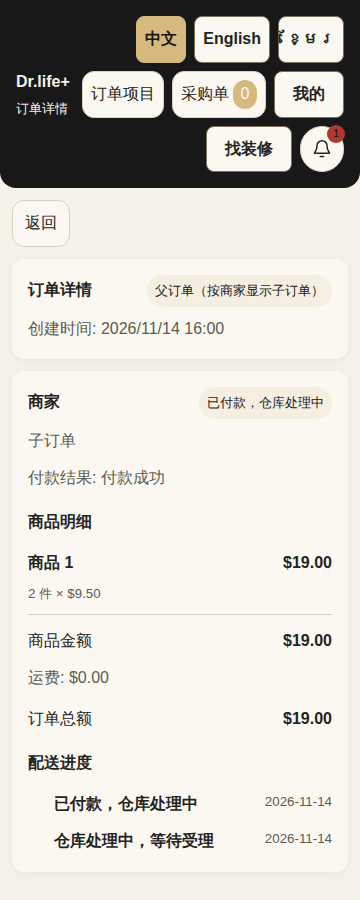 中文 English ខ្មែរ
Dr.life+
订单详情
订单项目 采购单 0 我的
找装修 1
返回
订单详情 父订单（按商家显示子订单）
创建时间: 2026/11/14 16:00
商家 已付款，仓库处理中
子订单
付款结果: 付款成功
商品明细
商品 1 $19.00
2 件 × $9.50
商品金额 $19.00
运费: $0.00
订单总额 $19.00
配送进度
已付款，仓库处理中 2026-11-14
仓库处理中，等待受理 2026-11-14